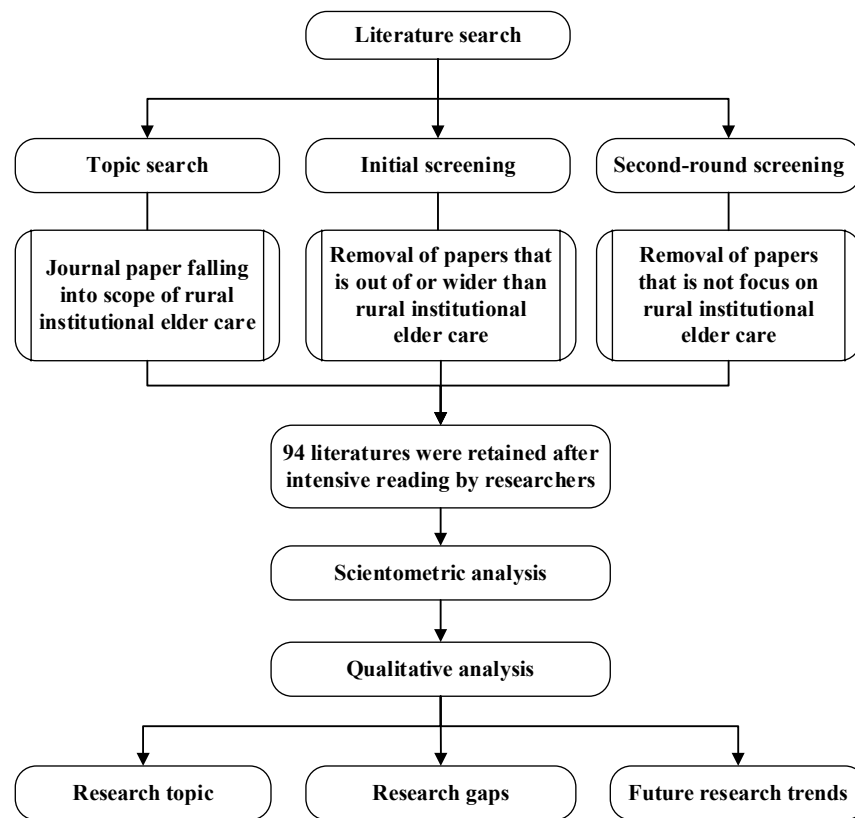 Literature search
Topic search
Initial screening
Second-round screening
Journal paper falling
into scope of rural
institutional elder care
Removal of papers that
is out of or wider than
rural institutional
elder care
Removal of papers
that is not focus on
rural institutional
elder care
94 literatures were retained after
intensive reading by researchers
Scientometric analysis
Qualitative analysis
Research topic
Research gaps
Future research trends